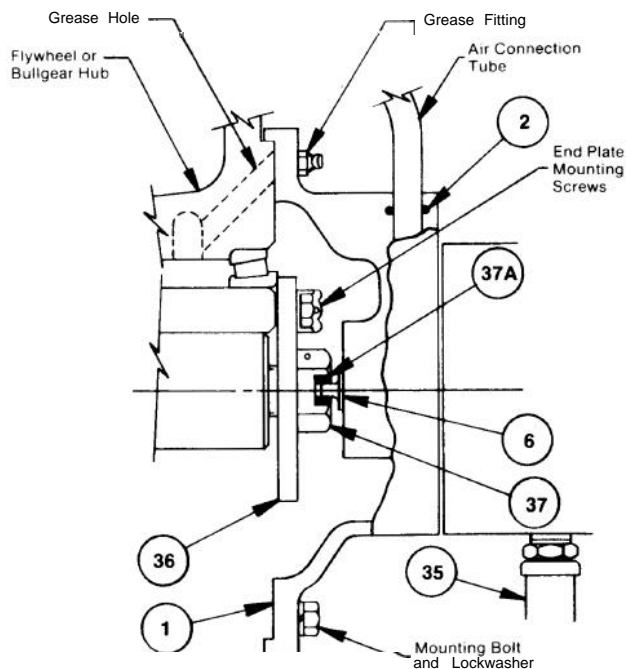 Grease Hole
Grease Fitting
Flywheel or
Bullgear Hub
Air Connection
Tube
2
End Plate
Mounting
Screws
37A
6
37
36
35
1
Mounting Bolt
and Lockwasher